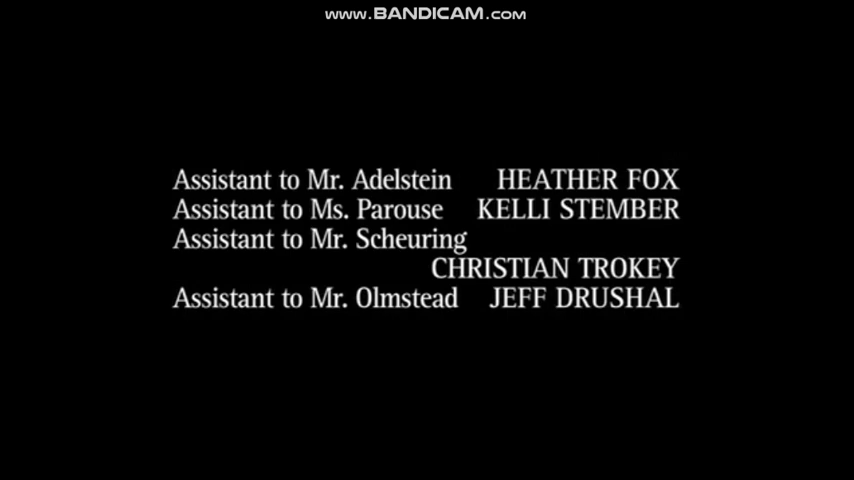 www.BANDICAM.com
Assistant to Mr. Adelstein HEATHER FOX
Assistant to Ms. Parouse KELLI STEMBER
Assistant to Mr. Scheuring
CHRISTIAN TROKEY
Assistant to Mr. Olmstead JEFF DRUSHAL